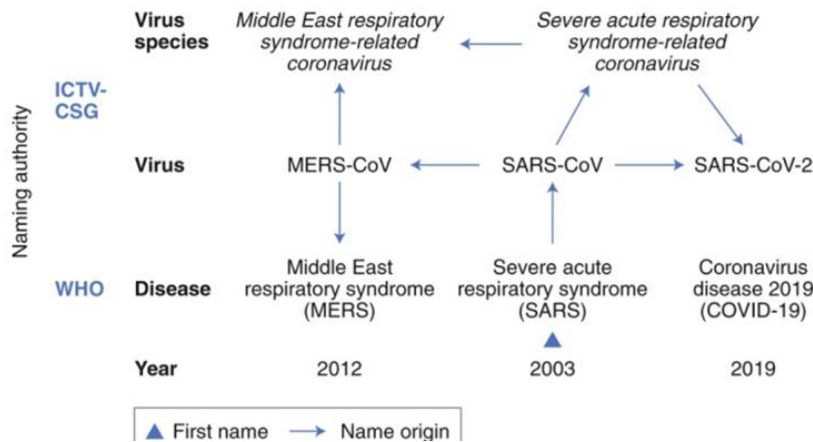 Virus species
Middle East respiratory syndrome-related coronavirus
Severe acute respiratory syndrome-related coronavirus
Naming authority
ICTV-CSG
Virus
MERS-CoV
SARS-CoV
SARS-CoV-2
WHO
Disease
Middle East respiratory syndrome (MERS)
Severe acute respiratory syndrome (SARS)
Coronavirus disease 2019 (COVID-19)
Year
2012
2003
2019
First name
Name origin